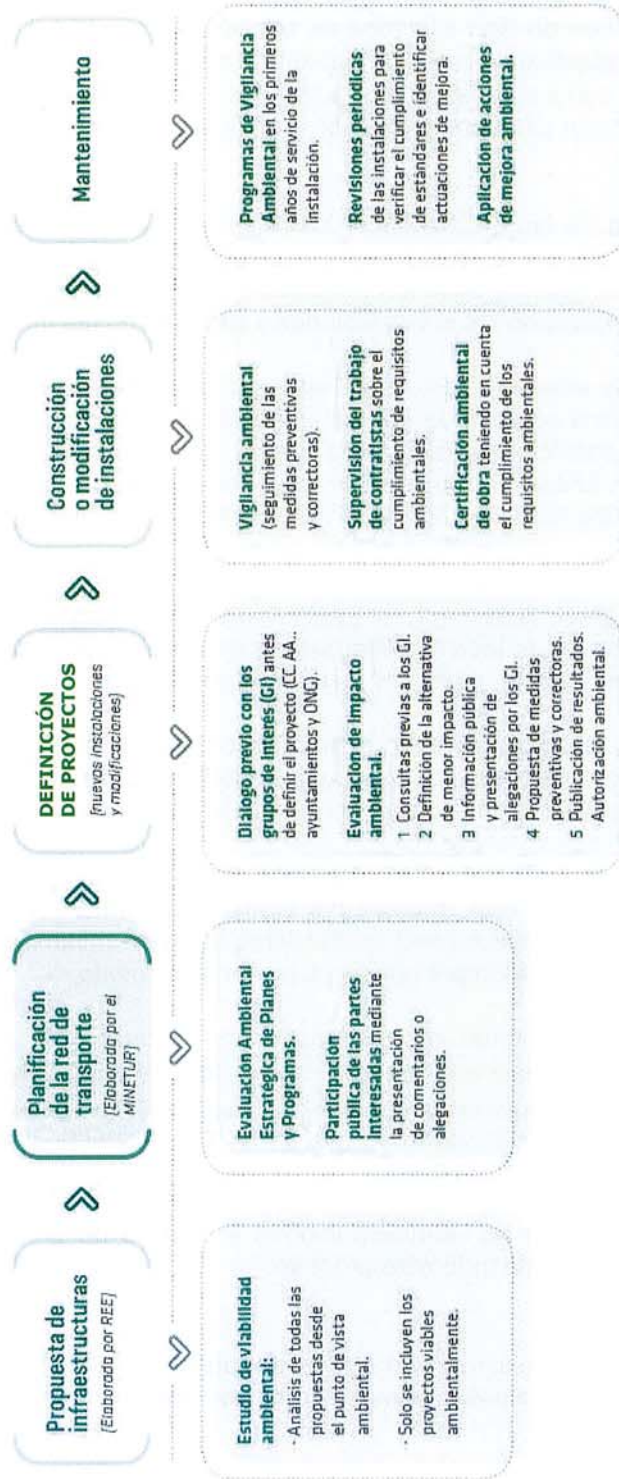 Propuesta de
infraestructuras
[Elaborada por REE]
Estudio de viabilidad
ambiental:
- Análisis de todas las
propuestas desde
el punto de vista
ambiental.
- Solo se incluyen los
proyectos viables
ambientalmente.
Planificación
de la red de
transporte
[Elaborada por el
MINETUR]
Evaluación Ambiental
Estratégica de Planes
y Programas.
Participación
pública de las partes
interesadas mediante
la presentación
de comentarios o
alegaciones.
DEFINICIÓN
DE PROYECTOS
[nuevas instalaciones
y modificaciones]
Dialogo previo con los
grupos de interés (GI) antes
de definir el proyecto (CC. AA.,
ayuntamientos y ONG).
Evaluación de impacto
ambiental.
1 Consultas previas a los GI.
2 Definición de la alternativa
de menor impacto.
3 Información pública
y presentación de
alegaciones por los GI.
4 Propuesta de medidas
preventivas y correctoras.
5 Publicación de resultados.
Autorización ambiental.
Construcción
o modificación
de instalaciones
Vigilancia ambiental
(seguimiento de las
medidas preventivas
y correctoras).
Supervisión del trabajo
de contratistas sobre el
cumplimiento de requisitos
ambientales.
Certificación ambiental
de obra teniendo en cuenta
el cumplimiento de los
requisitos ambientales.
Mantenimiento
Programas de Vigilancia
Ambiental en los primeros
años de servicio de la
instalación.
Revisiones periódicas
de las instalaciones para
verificar el cumplimiento
de estándares e identificar
actuaciones de mejora.
Aplicación de acciones
de mejora ambiental.